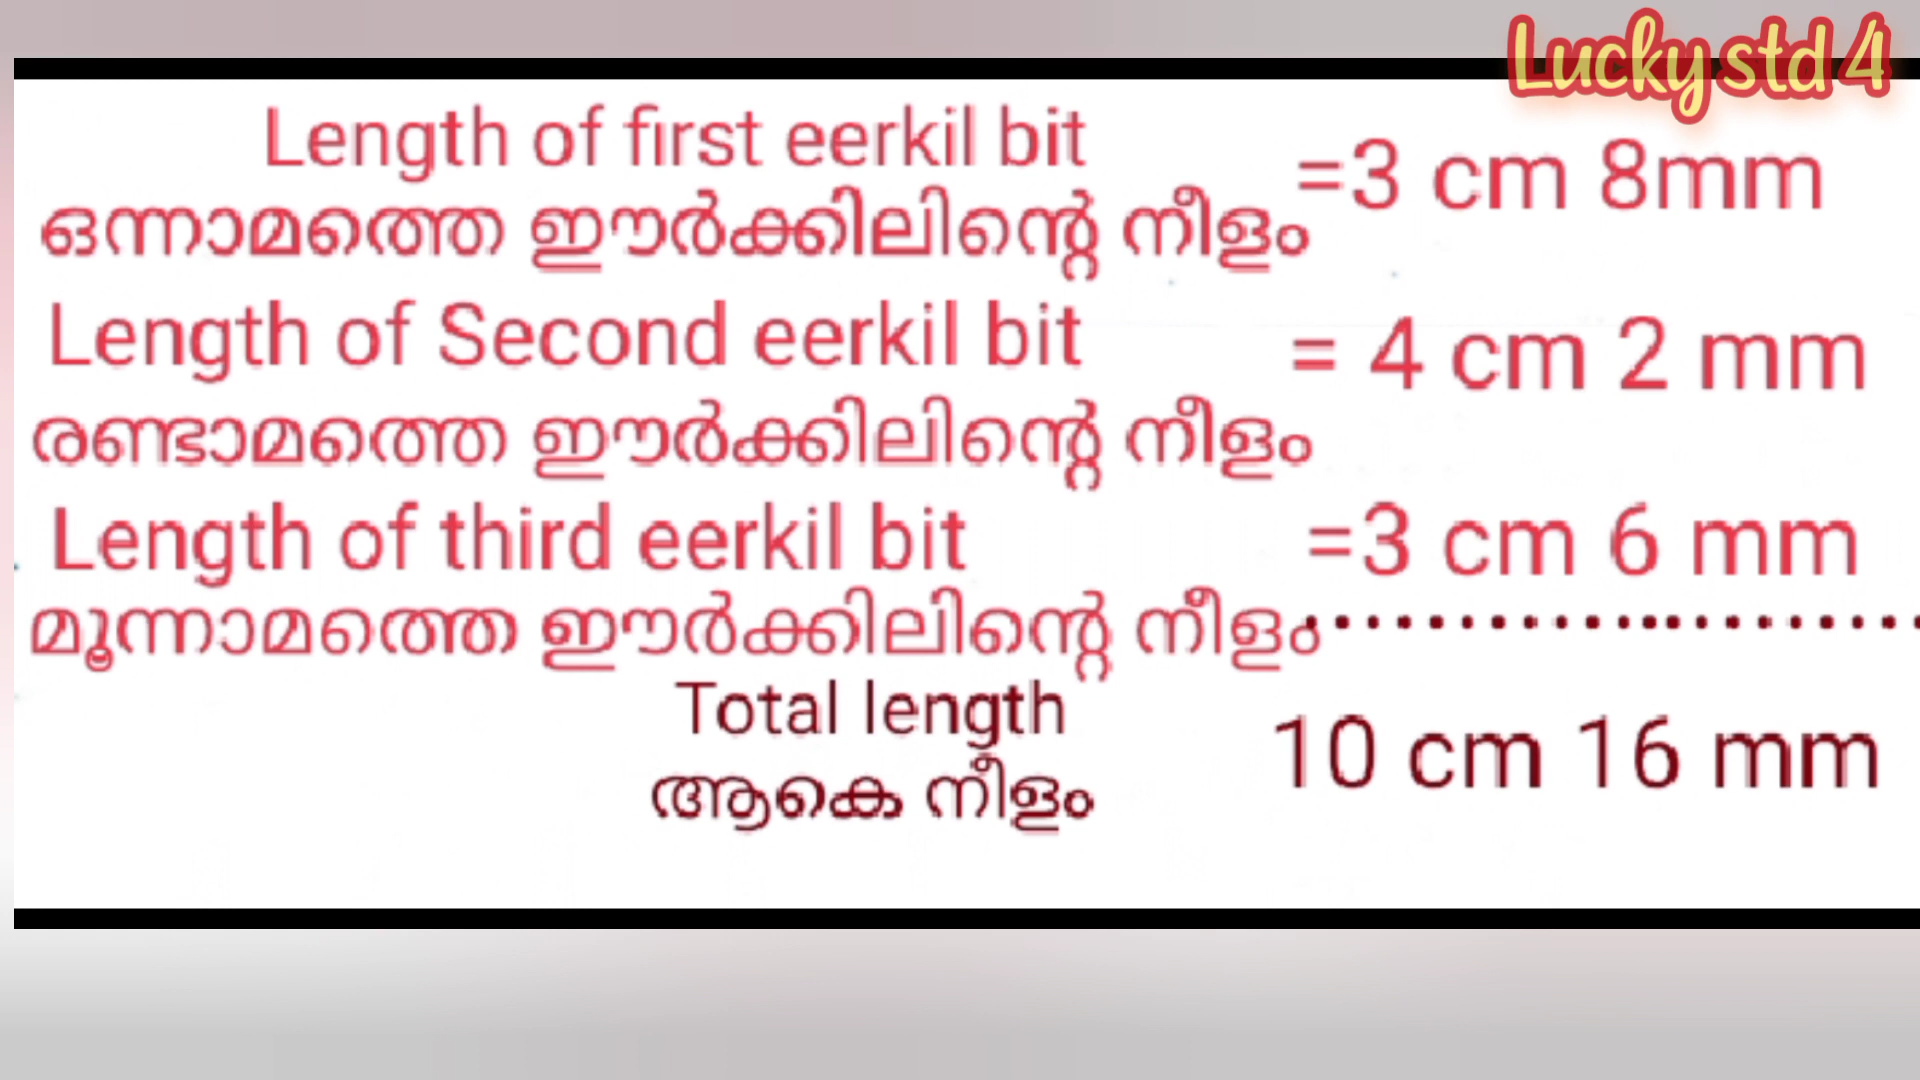 Lucky std 4
Length of first eerkil bit =3 cm 8mm
ഒന്നാമത്തെ ഈർക്കിലിന്റെ നീളം
Length of Second eerkil bit = 4 cm 2 mm
രണ്ടാമത്തെ ഈർക്കിലിന്റെ നീളം
Length of third eerkil bit =3 cm 6 mm
മൂന്നാമത്തെ ഈർക്കിലിന്റെ നീളം
Total length 10 cm 16 mm
ആകെ നീളം